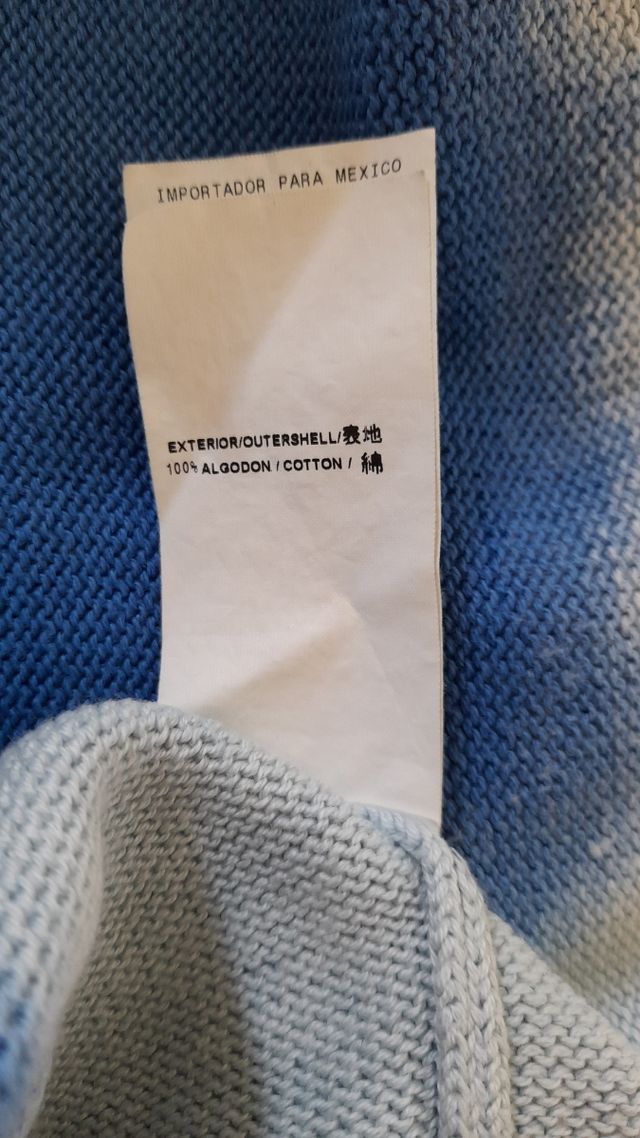 IMPORTADOR PARA MEXICO
EXTERIOR/OUTERSHELL/表地
100% ALGODON / COTTON / 綿